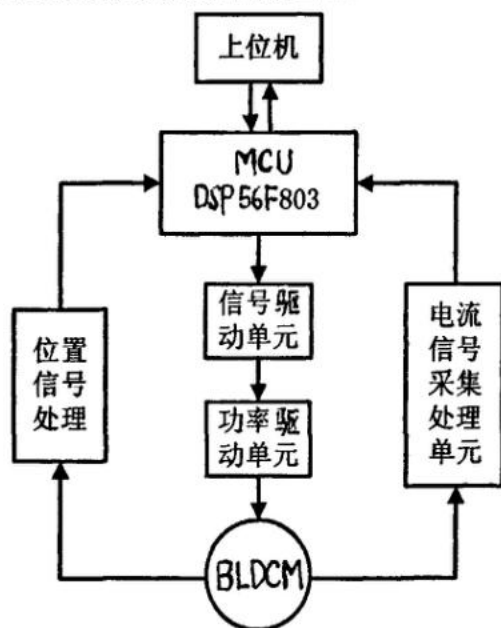 上位机
MCU
DSP56F803
信号驱
动单元
位置
信号
处理
电流
信号
采集
处理
单元
功率驱
动单元
BLDCM